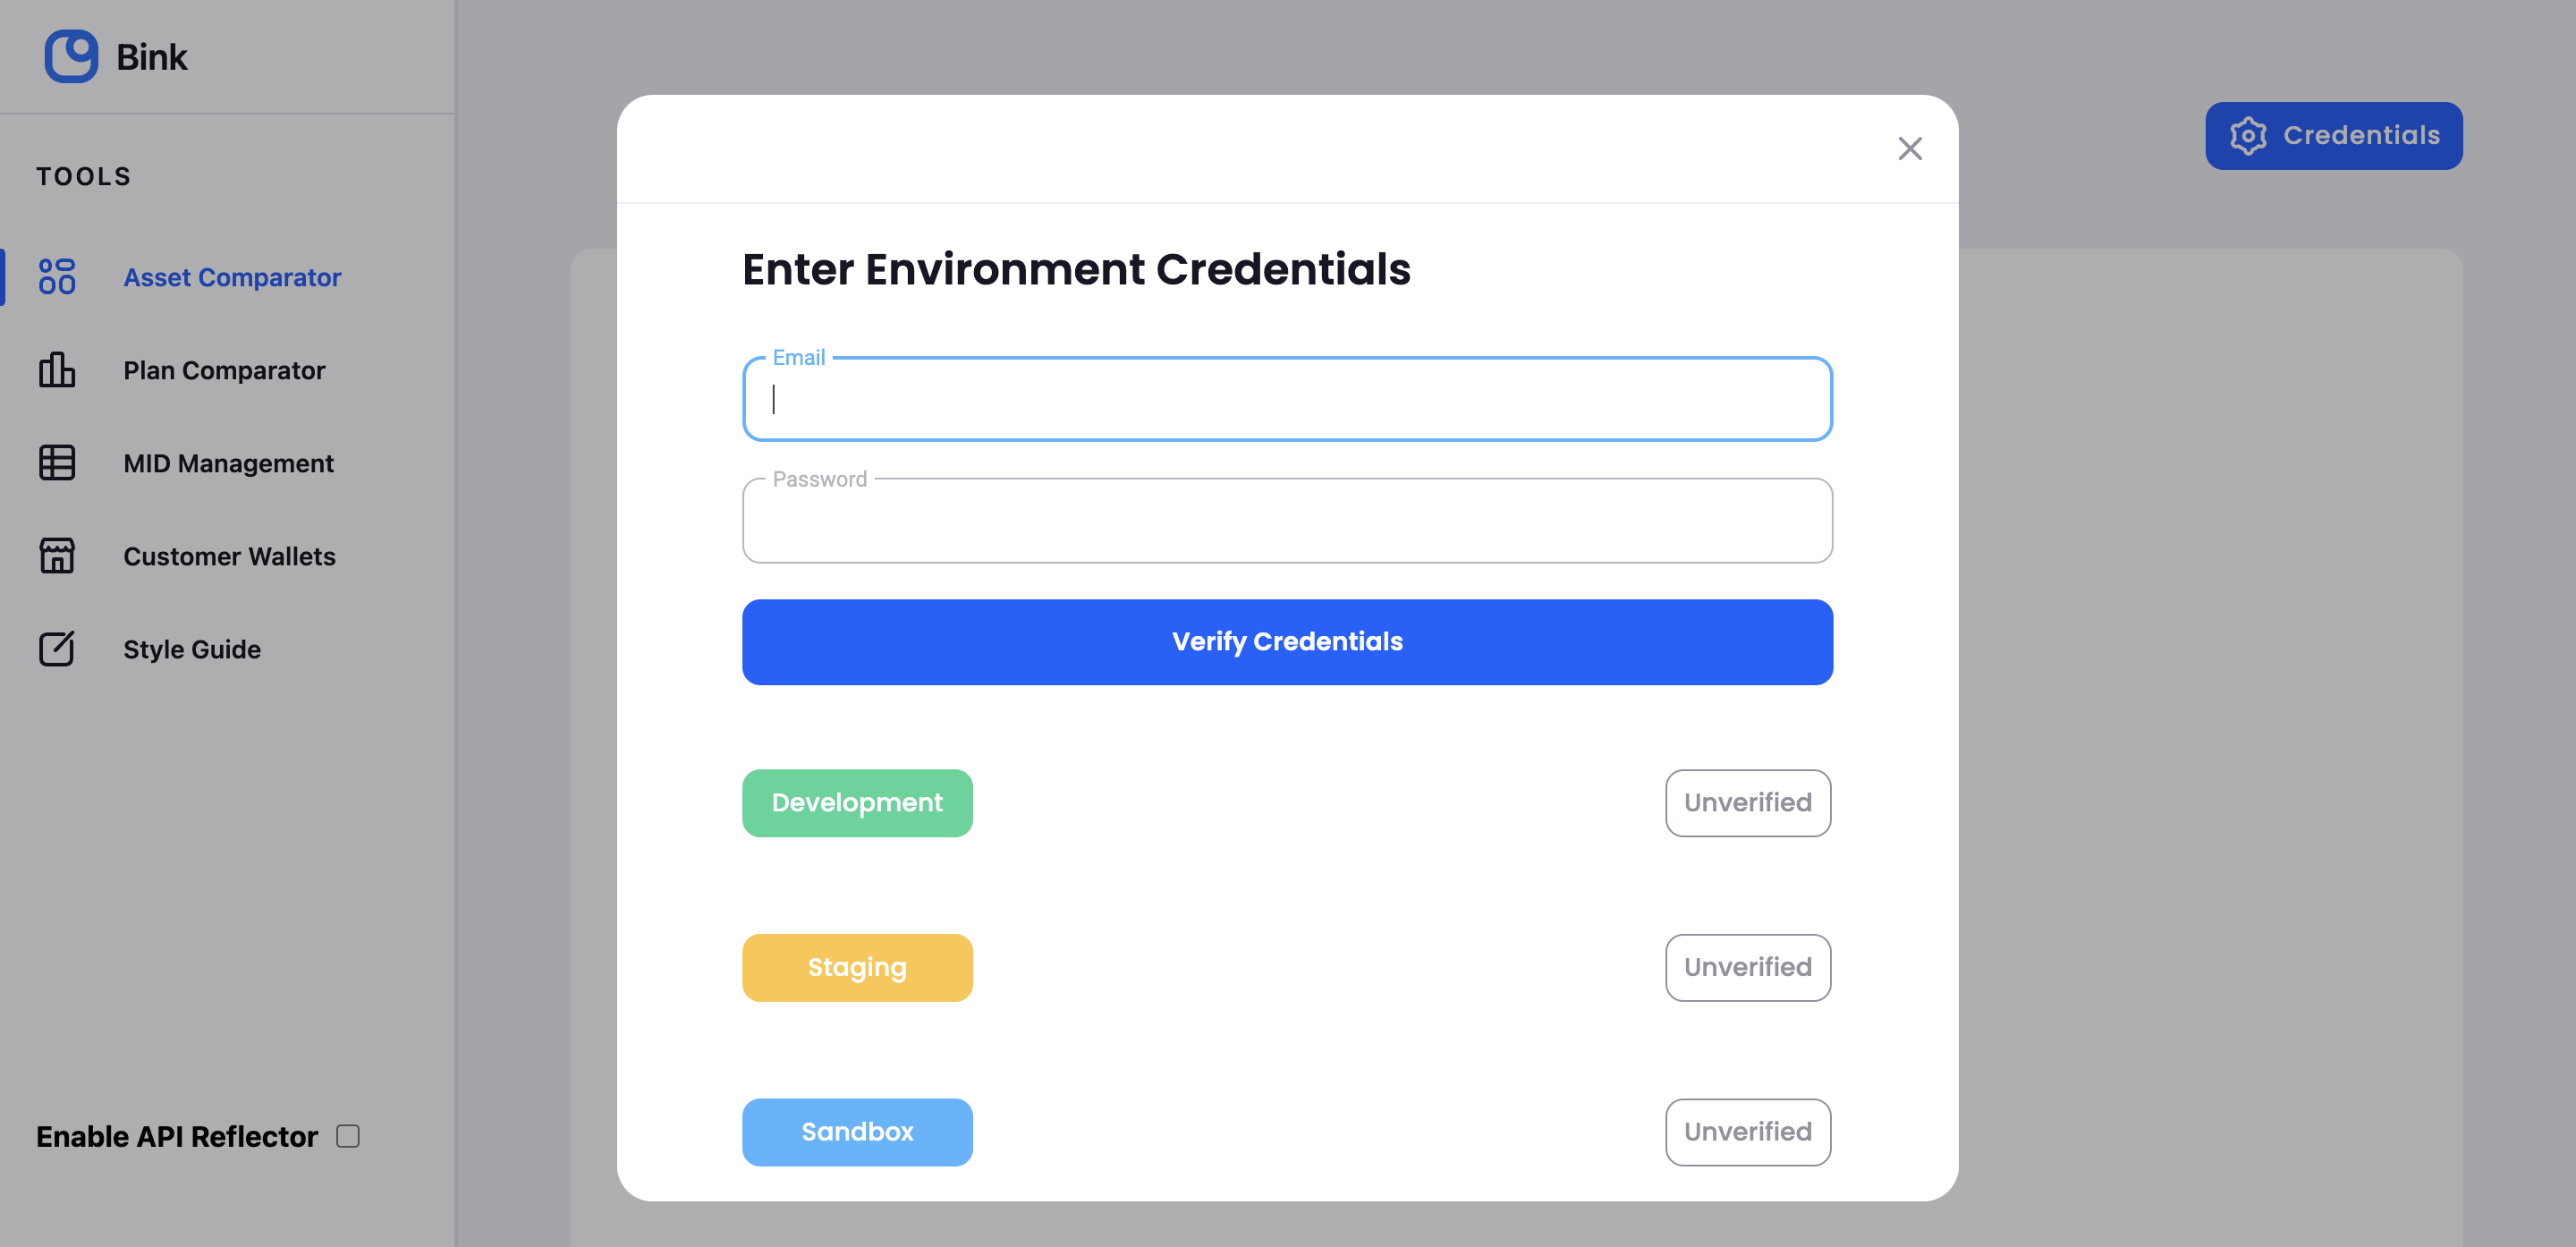 Bink
TOOLS
Asset Comparator
Plan Comparator
MID Management
Customer Wallets
Style Guide
Enable API Reflector
Credentials
Enter Environment Credentials
Email
Password
Verify Credentials
Development
Unverified
Staging
Unverified
Sandbox
Unverified